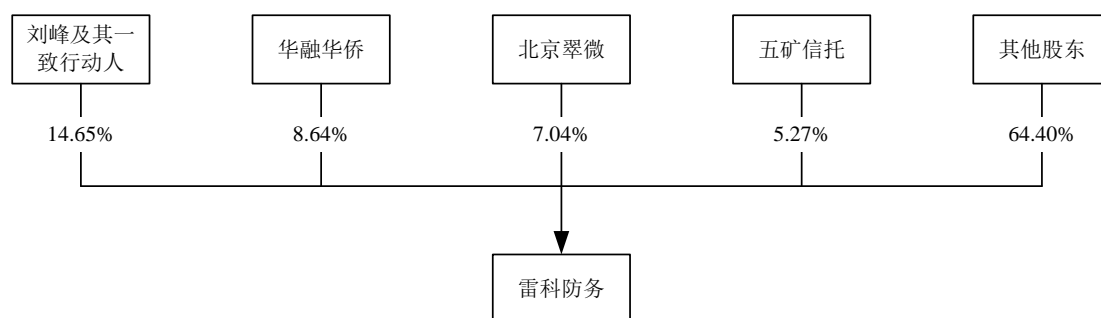 刘峰及其一
致行动人
华融华侨
北京翠微
五矿信托
其他股东
14.65%
8.64%
7.04%
5.27%
64.40%
雷科防务